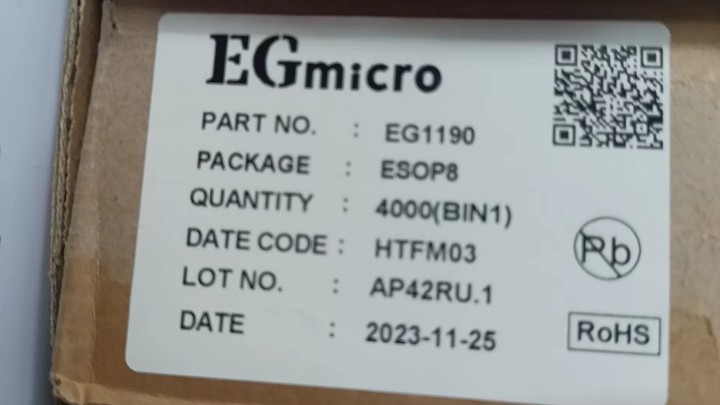 EGmicro
PART NO. : EG1190
PACKAGE : ESOP8
QUANTITY : 4000(BIN1)
DATE CODE : HTFM03
LOT NO. : AP42RU.1
DATE : 2023-11-25
Pb
RoHS